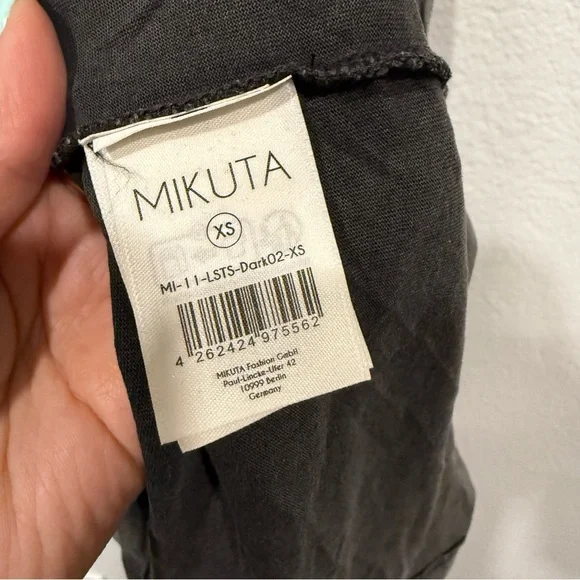 MIKUTA
XS
MI-11-LSTS-Dark02-XS
4 262424 975562
MIKUTA Fashion GmbH
Paul-Lincke-Ufer 42
10999 Berlin
Germany